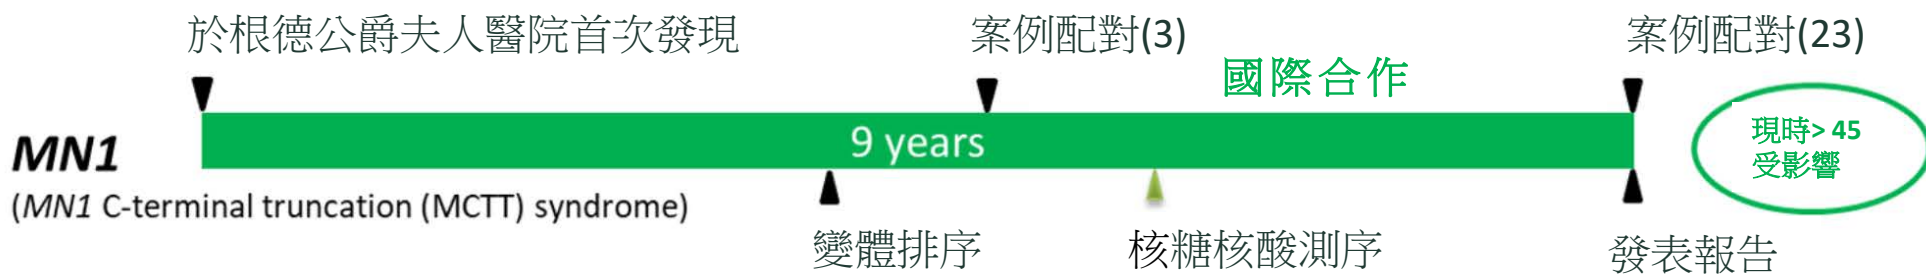 於根德公爵夫人醫院首次發現
案例配對(3)
案例配對(23)
國際合作
9 years
現時> 45
受影響
MN1
(MN1 C-terminal truncation (MCTT) syndrome)
變體排序
核糖核酸測序
發表報告